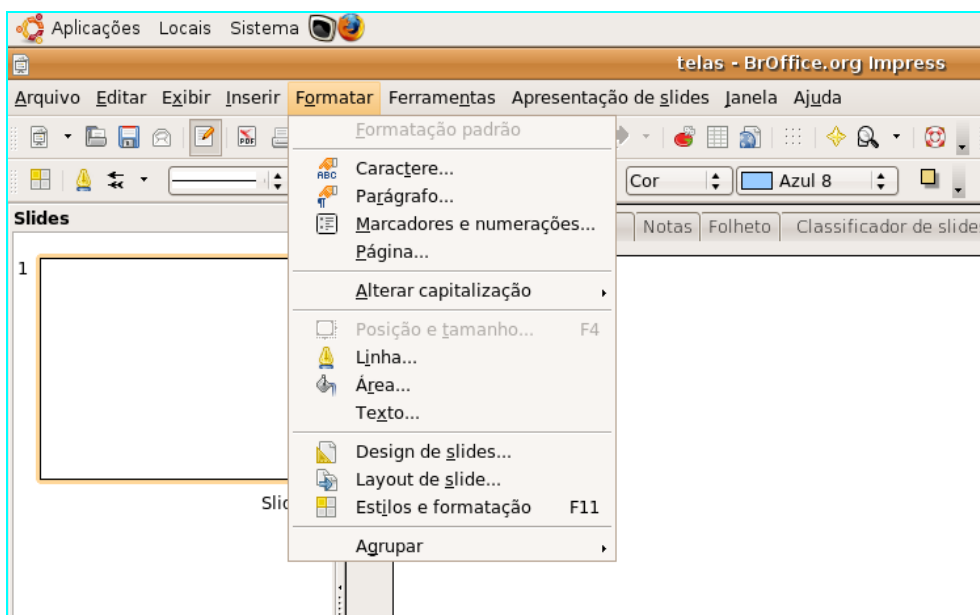 Aplicações Locais Sistema
telas - BrOffice.org Impress
Arquivo Editar Exibir Inserir Formatar Ferramentas Apresentação de slides Janela Ajuda
Formatação padrão
PDF
ABC Caractere...
Cor Azul 8
Parágrafo...
Slides
Marcadores e numerações...
Notas Folheto Classificador de slide
Página...
1
Alterar capitalização
Posição e tamanho... F4
Linha...
Área...
Texto...
Design de slides...
Layout de slide...
Slid
Estilos e formatação F11
Agrupar